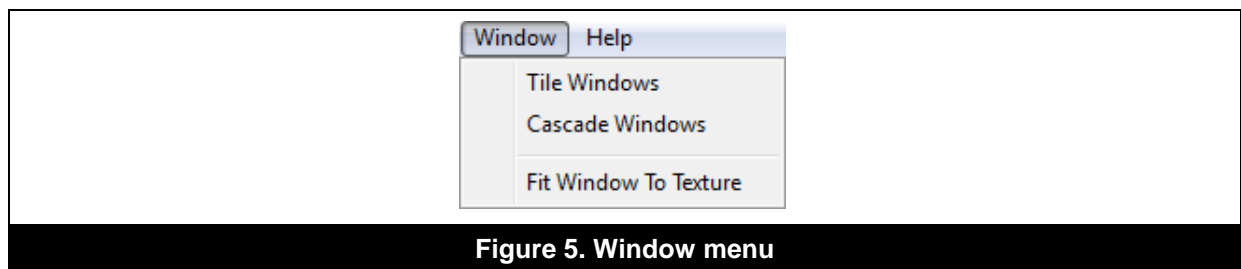 Window Help
Tile Windows
Cascade Windows
Fit Window To Texture
Figure 5. Window menu